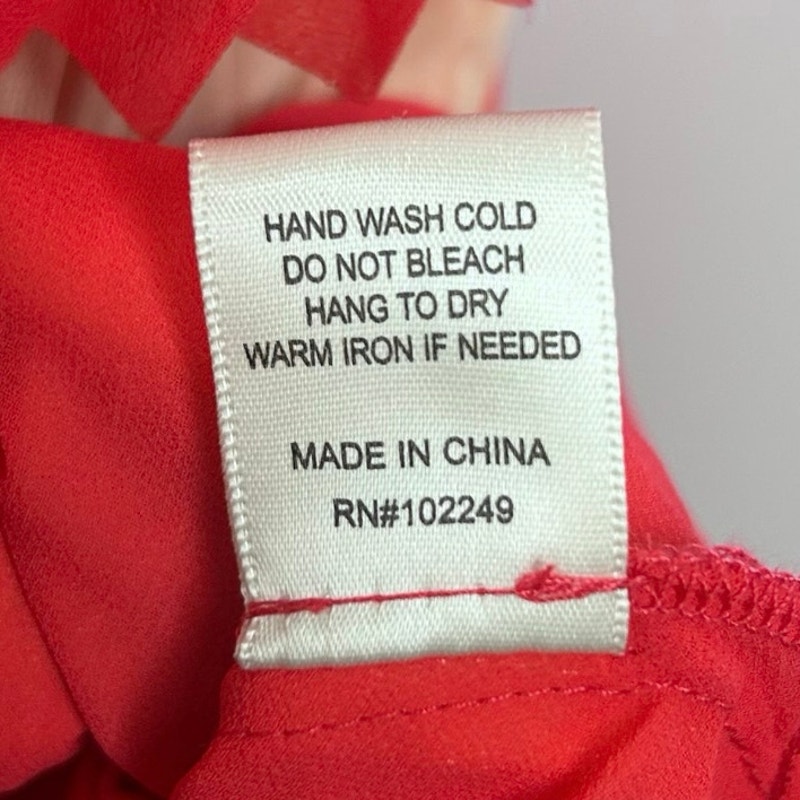 HAND WASH COLD
DO NOT BLEACH
HANG TO DRY
WARM IRON IF NEEDED
MADE IN CHINA
RN#102249